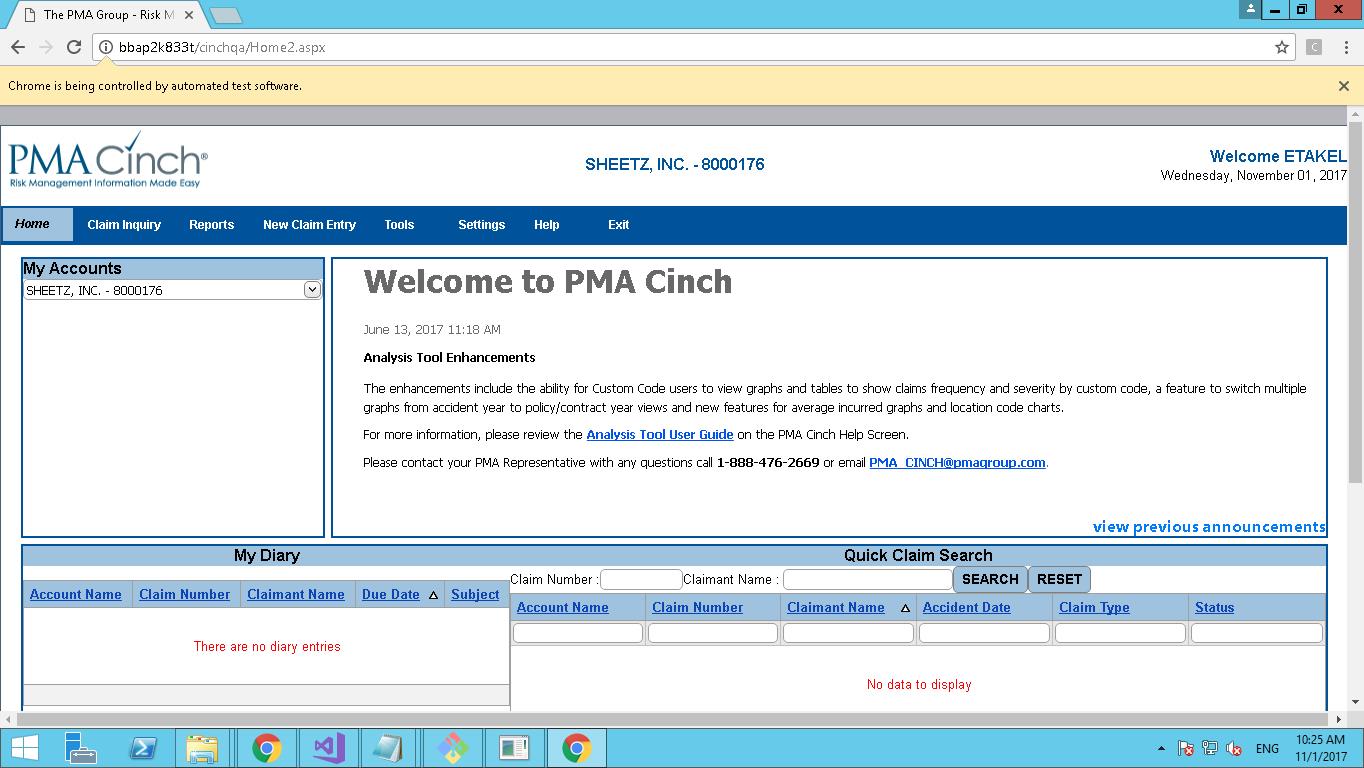 The PMA Group - Risk M
bbap2k833t/cinchqa/Home2.aspx
C
Chrome is being controlled by automated test software.
PMA Cinch®
Risk Management Information Made Easy
SHEETZ, INC. - 8000176
Welcome ETAKEL
Wednesday, November 01, 2017
Home Claim Inquiry Reports New Claim Entry Tools Settings Help Exit
My Accounts
SHEETZ, INC. - 8000176
Welcome to PMA Cinch
June 13, 2017 11:18 AM
Analysis Tool Enhancements
The enhancements include the ability for Custom Code users to view graphs and tables to show claims frequency and severity by custom code, a feature to switch multiple
graphs from accident year to policy/contract year views and new features for average incurred graphs and location code charts.
For more information, please review the Analysis Tool User Guide on the PMA Cinch Help Screen.
Please contact your PMA Representative with any questions call 1-888-476-2669 or email PMA_CINCH@pmagroup.com.
view previous announcements
My Diary
Account Name Claim Number Claimant Name Due Date Subject
There are no diary entries
Quick Claim Search
Claim Number : Claimant Name : SEARCH RESET
Account Name Claim Number Claimant Name Accident Date Claim Type Status
No data to display
ENG
10:25 AM
11/1/2017